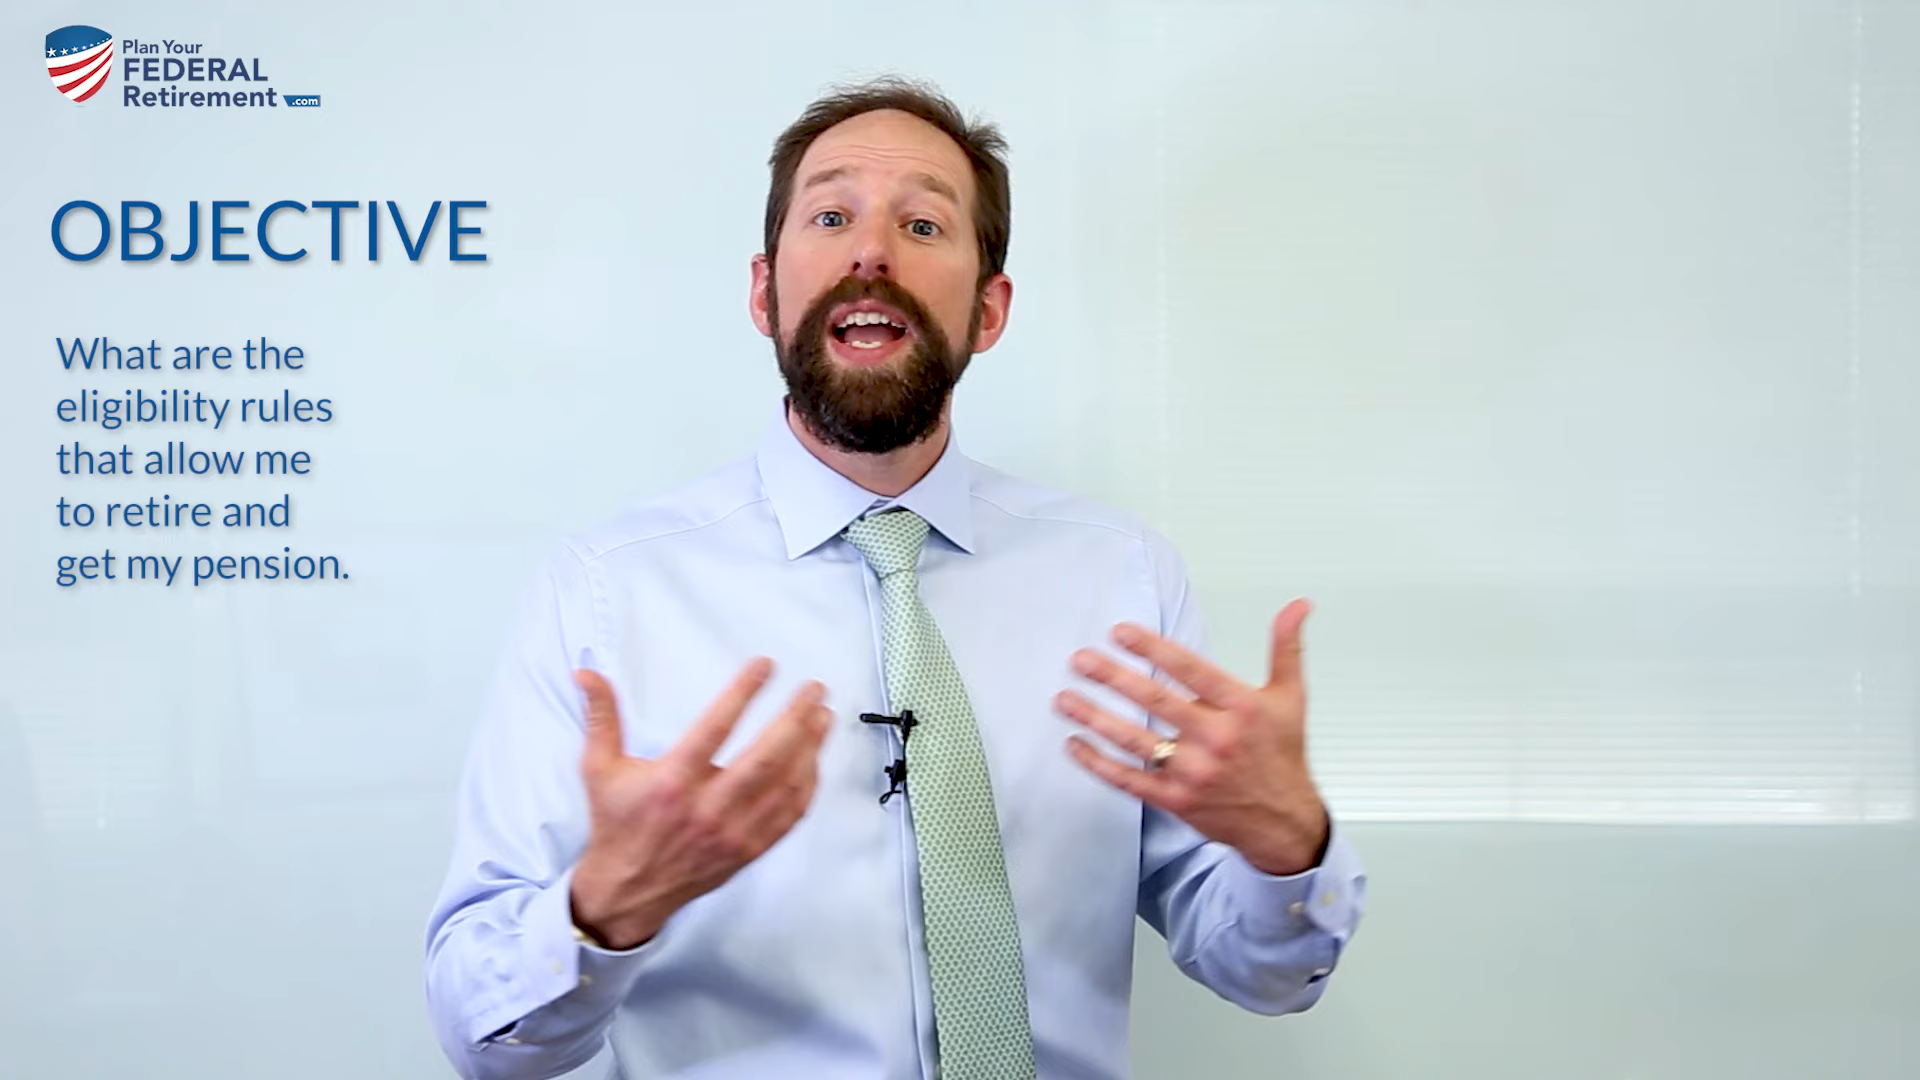 Plan Your
FEDERAL
Retirement .com
OBJECTIVE
What are the
eligibility rules
that allow me
to retire and
get my pension.